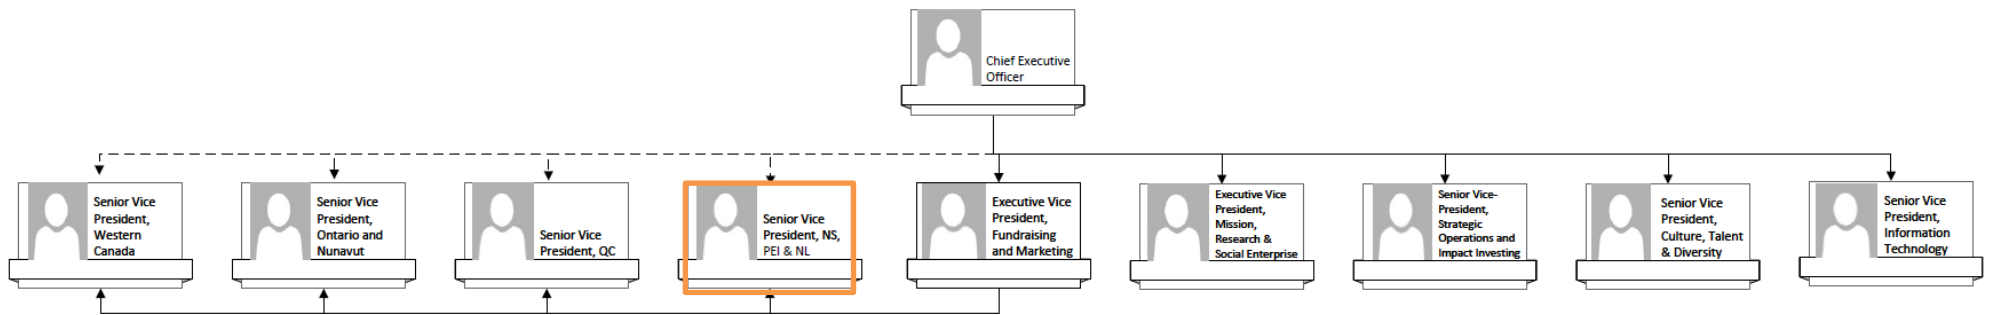 Chief Executive
Officer
Senior Vice
President,
Western
Canada
Senior Vice
President,
Ontario and
Nunavut
Senior Vice
President, QC
Senior Vice
President, NS,
PEI & NL
Executive Vice
President,
Fundraising
and Marketing
Executive Vice
President,
Mission,
Research &
Social Enterprise
Senior Vice-
President,
Strategic
Operations and
Impact Investing
Senior Vice
President,
Culture, Talent
& Diversity
Senior Vice
President,
Information
Technology